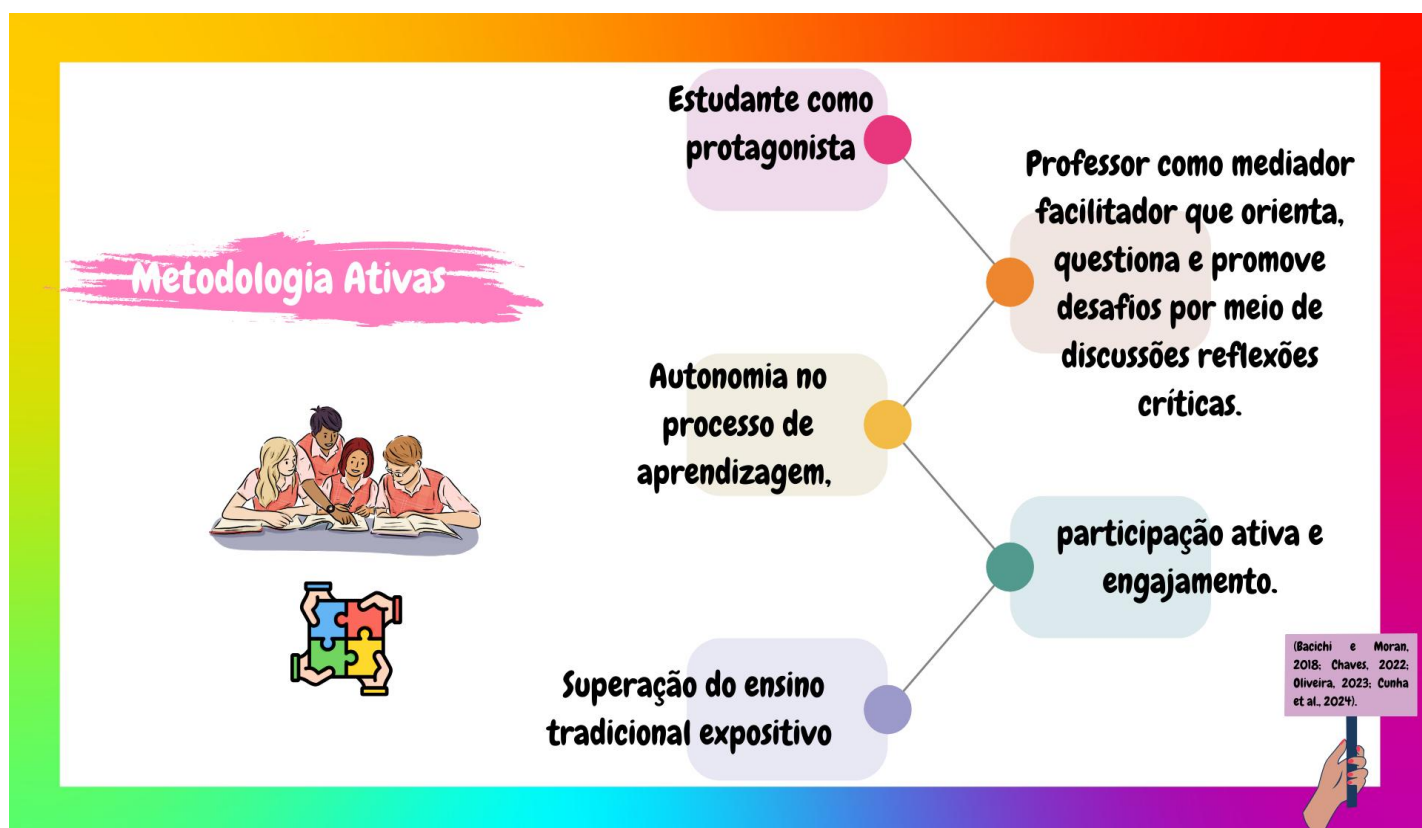 Metodologia Ativas
Estudante como
protagonista
Professor como mediador
facilitador que orienta,
questiona e promove
desafios por meio de
discussões reflexões
críticas.
Autonomia no
processo de
aprendizagem,
participação ativa e
engajamento.
Superação do ensino
tradicional expositivo
(Bacichi e Moran,
2018; Chaves, 2022;
Oliveira, 2023; Cunha
et al., 2024).